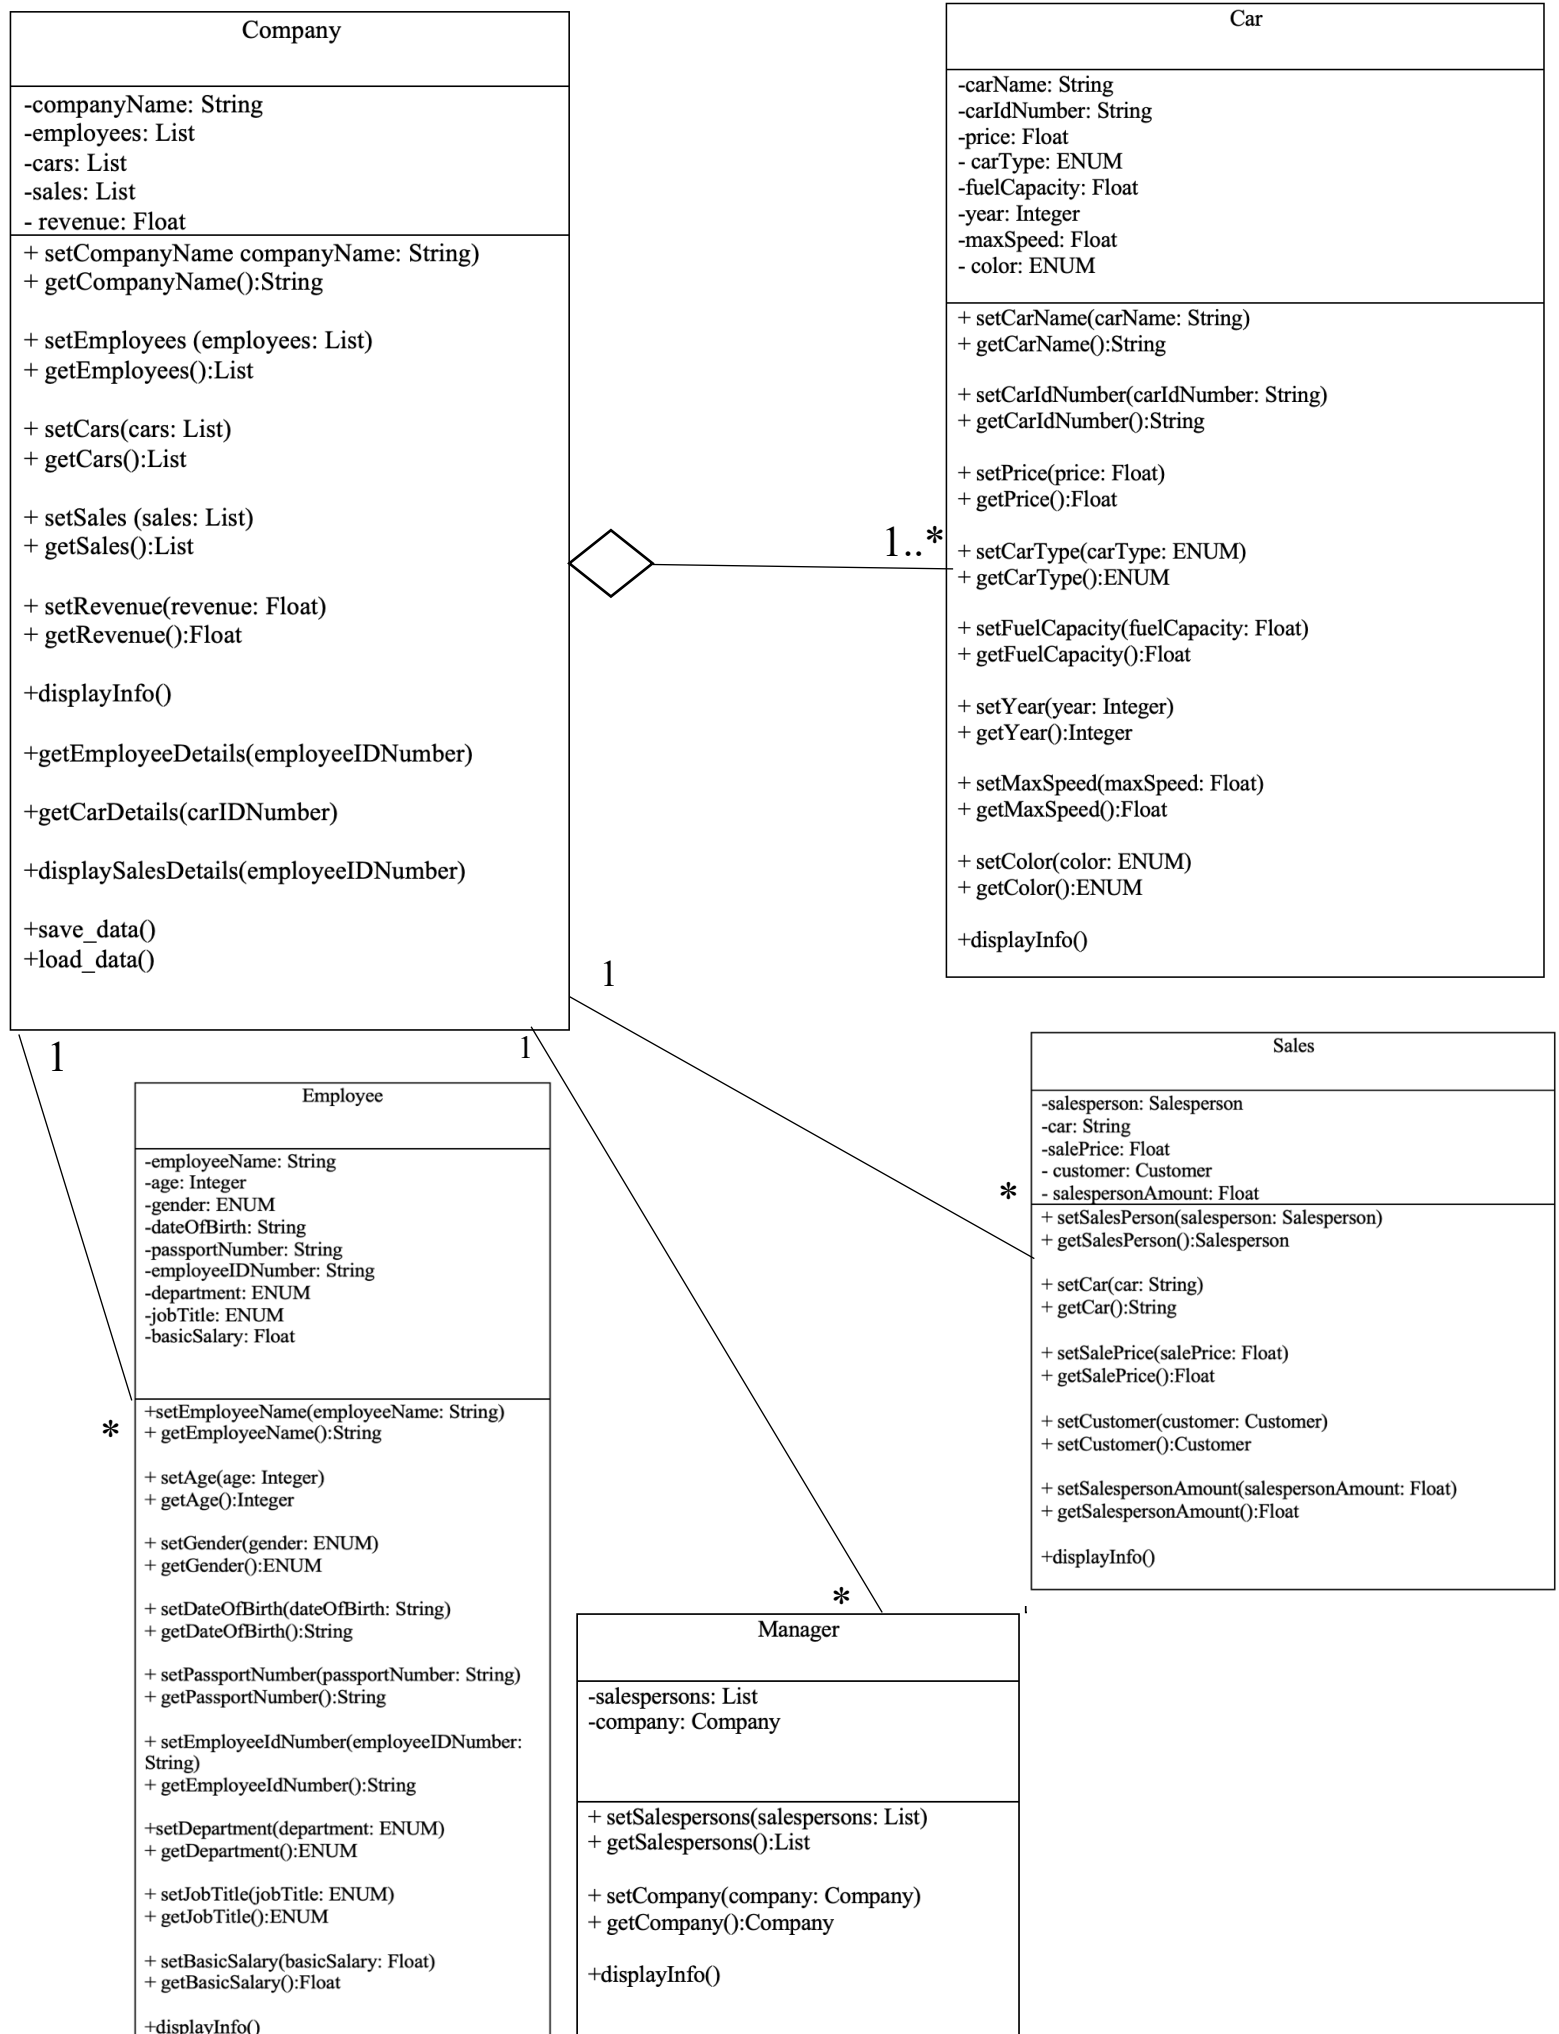 Company
-companyName: String
-employees: List
-cars: List
-sales: List
- revenue: Float
+ setCompanyName companyName: String)
+ getCompanyName():String
+ setEmployees (employees: List)
+ getEmployees():List
+ setCars(cars: List)
+ getCars():List
+ setSales (sales: List)
+ getSales():List
+ setRevenue(revenue: Float)
+ getRevenue():Float
+displayInfo()
+getEmployeeDetails(employeeIDNumber)
+getCarDetails(carIDNumber)
+displaySalesDetails(employeeIDNumber)
+save_data()
+load_data()
1..*
Car
-carName: String
-carIdNumber: String
-price: Float
- carType: ENUM
-fuelCapacity: Float
-year: Integer
-maxSpeed: Float
- color: ENUM
+ setCarName(carName: String)
+ getCarName():String
+ setCarIdNumber(carIdNumber: String)
+ getCarIdNumber():String
+ setPrice(price: Float)
+ getPrice():Float
+ setCarType(carType: ENUM)
+ getCarType():ENUM
+ setFuelCapacity(fuelCapacity: Float)
+ getFuelCapacity():Float
+ setYear(year: Integer)
+ getYear():Integer
+ setMaxSpeed(maxSpeed: Float)
+ getMaxSpeed():Float
+ setColor(color: ENUM)
+ getColor():ENUM
+displayInfo()
1
1
1
*
*
*
Employee
-employeeName: String
-age: Integer
-gender: ENUM
-dateOfBirth: String
-passportNumber: String
-employeeIDNumber: String
-department: ENUM
-jobTitle: ENUM
-basicSalary: Float
+setEmployeeName(employeeName: String)
+ getEmployeeName():String
+ setAge(age: Integer)
+ getAge():Integer
+ setGender(gender: ENUM)
+ getGender():ENUM
+ setDateOfBirth(dateOfBirth: String)
+ getDateOfBirth():String
+ setPassportNumber(passportNumber: String)
+ getPassportNumber():String
+ setEmployeeIdNumber(employeeIDNumber:
String)
+ getEmployeeIdNumber():String
+setDepartment(department: ENUM)
+ getDepartment():ENUM
+ setJobTitle(jobTitle: ENUM)
+ getJobTitle():ENUM
+ setBasicSalary(basicSalary: Float)
+ getBasicSalary():Float
+displayInfo()
Manager
-salespersons: List
-company: Company
+ setSalespersons(salespersons: List)
+ getSalespersons():List
+ setCompany(company: Company)
+ getCompany():Company
+displayInfo()
Sales
-salesperson: Salesperson
-car: String
-salePrice: Float
- customer: Customer
- salespersonAmount: Float
+ setSalesPerson(salesperson: Salesperson)
+ getSalesPerson():Salesperson
+ setCar(car: String)
+ getCar():String
+ setSalePrice(salePrice: Float)
+ getSalePrice():Float
+ setCustomer(customer: Customer)
+ setCustomer():Customer
+ setSalespersonAmount(salespersonAmount: Float)
+ getSalespersonAmount():Float
+displayInfo()